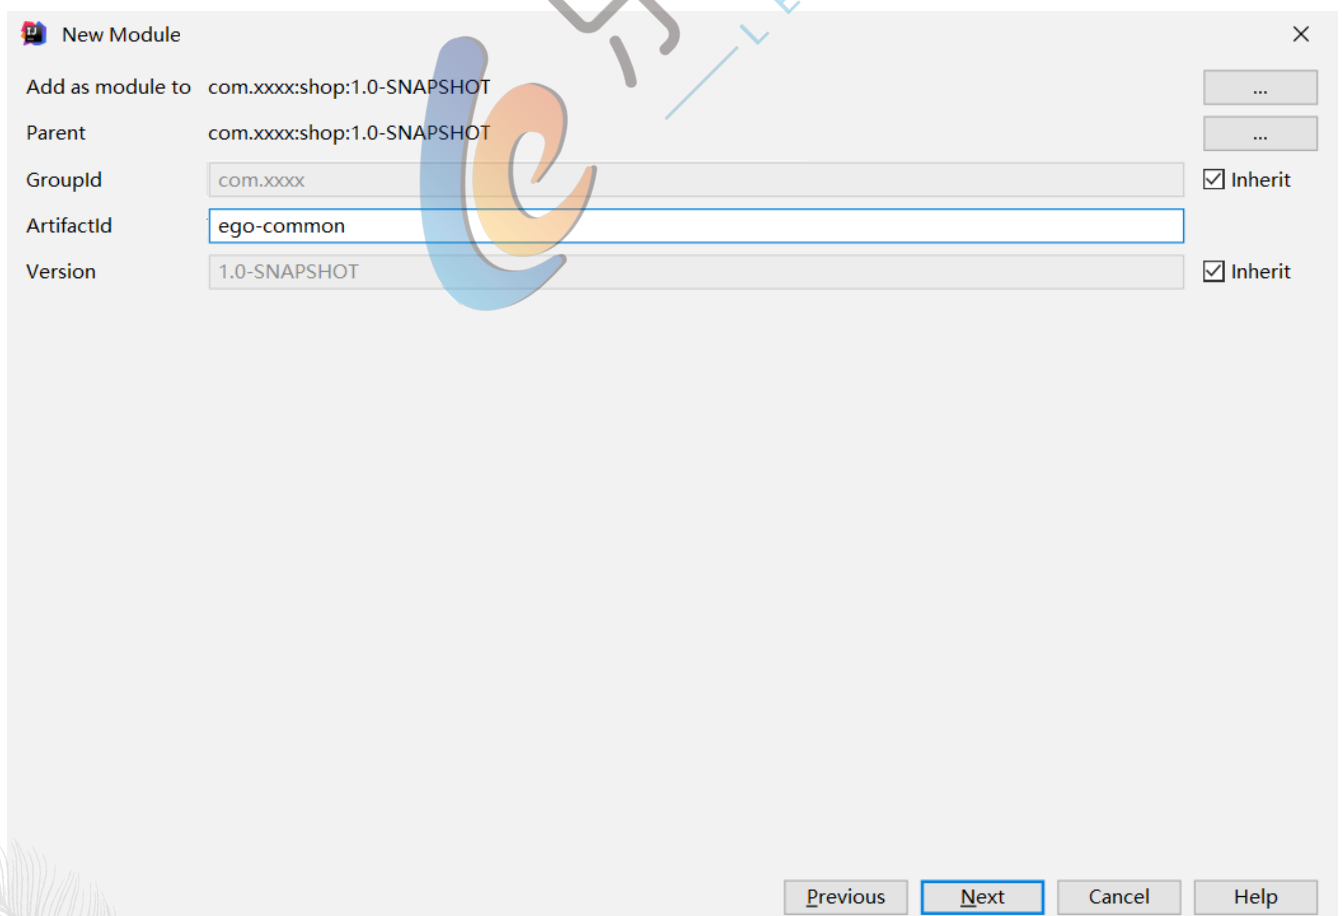 New Module
Add as module to com.xxxx:shop:1.0-SNAPSHOT ...
Parent com.xxxx:shop:1.0-SNAPSHOT ...
GroupId com.xxxx Inherit
ArtifactId ego-common
Version 1.0-SNAPSHOT Inherit
Previous Next Cancel Help